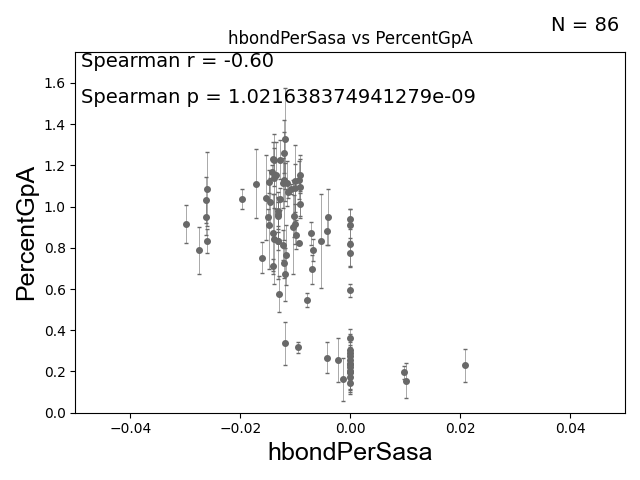 N = 86
hbondPerSasa vs PercentGpA
Spearman r = -0.60
Spearman p = 1.021638374941279e-09
PercentGpA
1.6
1.4
1.2
1.0
0.8
0.6
0.4
0.2
0.0
−0.04
−0.02
0.00
0.02
0.04
hbondPerSasa